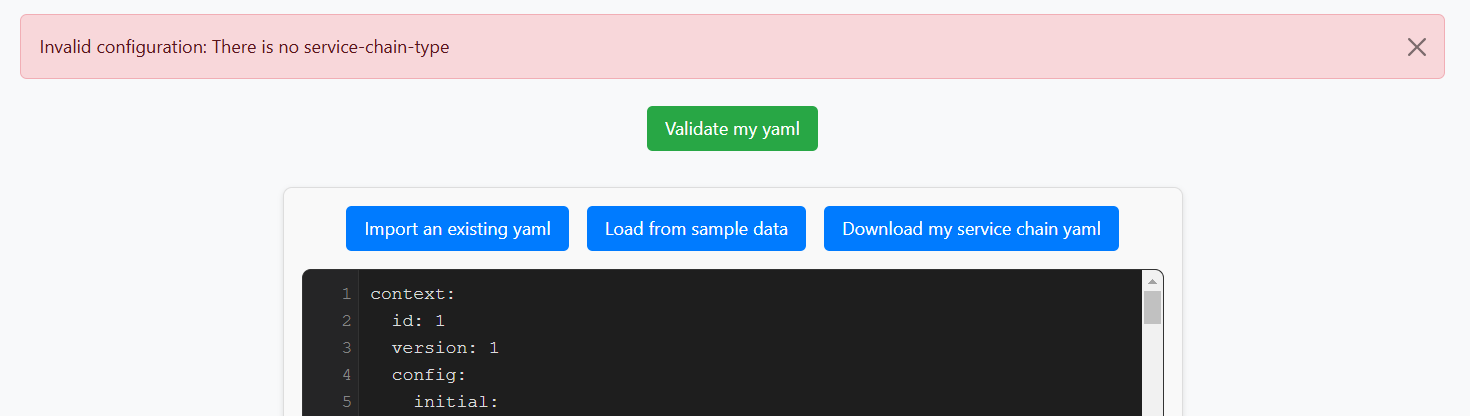 Invalid configuration: There is no service-chain-type
Validate my yaml
Import an existing yaml
Load from sample data
Download my service chain yaml
1 context:
2   id: 1
3   version: 1
4   config:
5     initial: